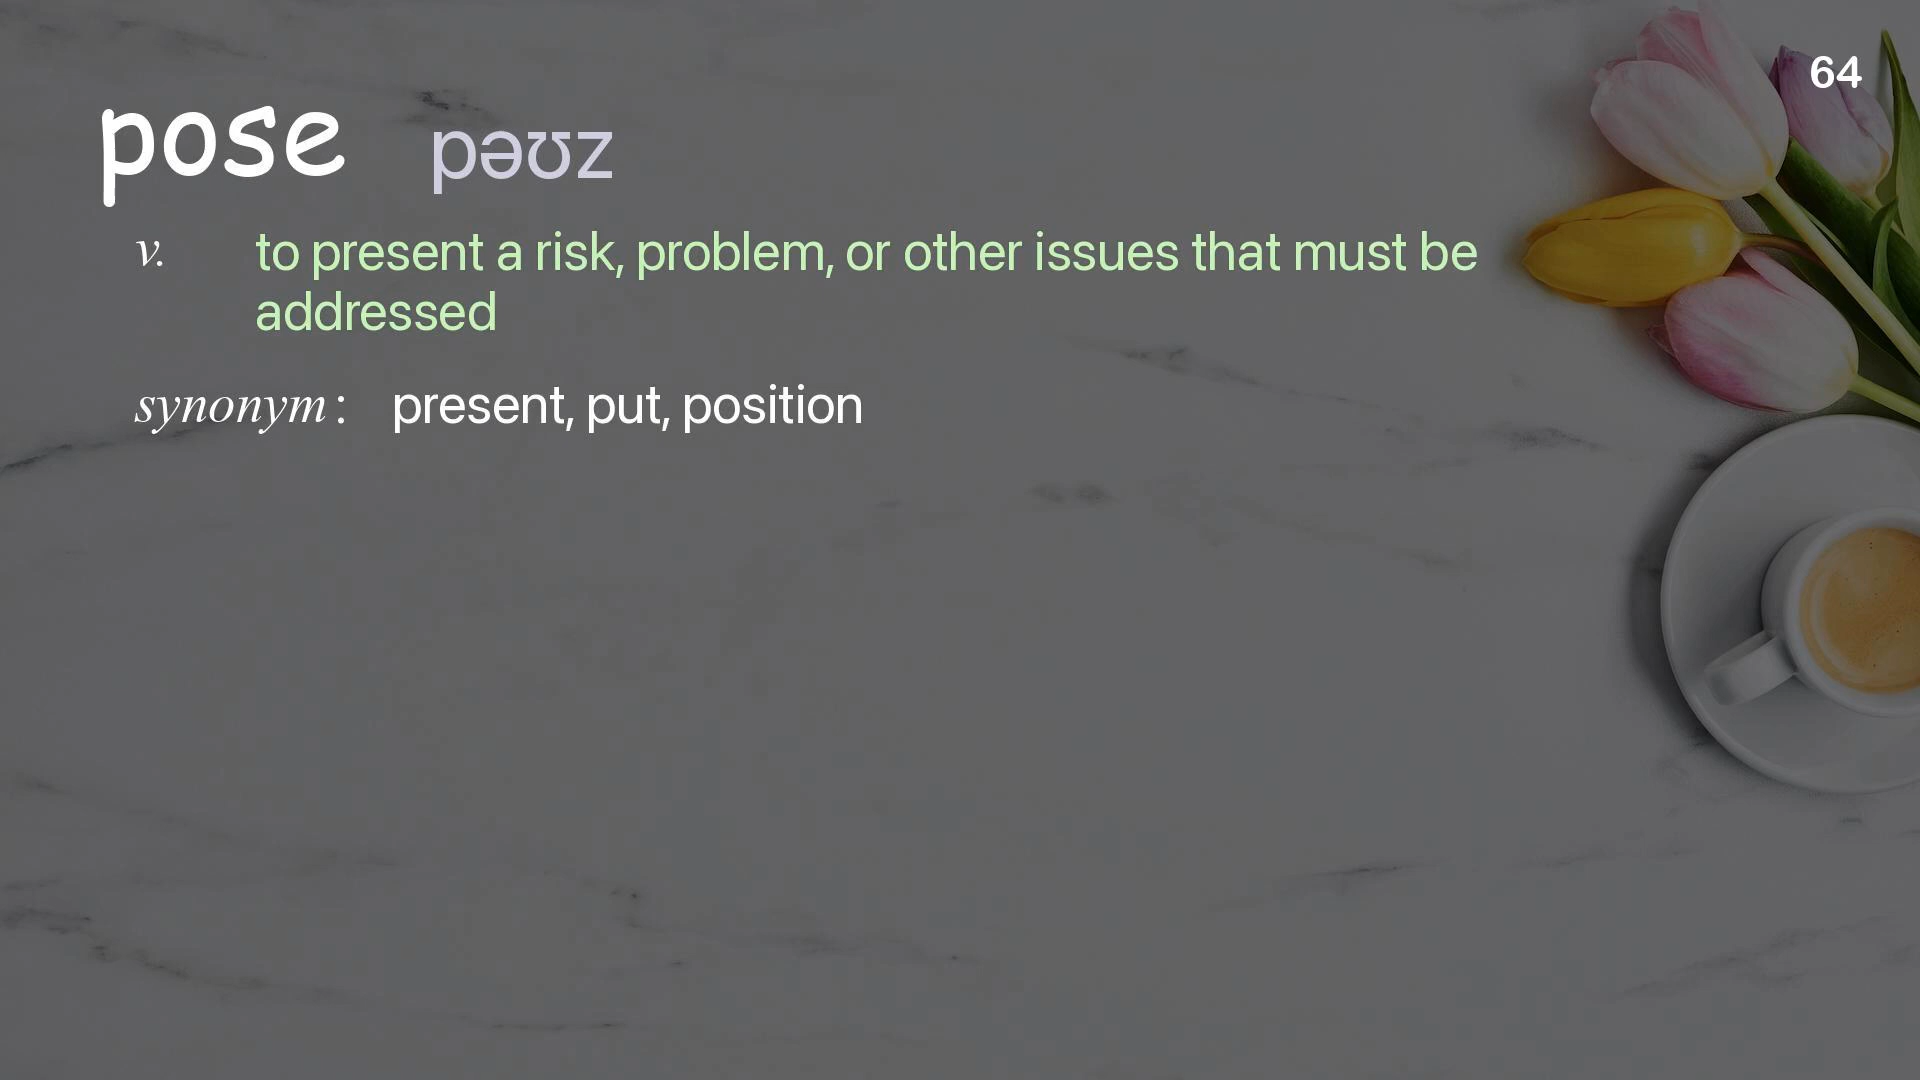 64
pose pəʊz
v. to present a risk, problem, or other issues that must be
addressed
synonym: present, put, position